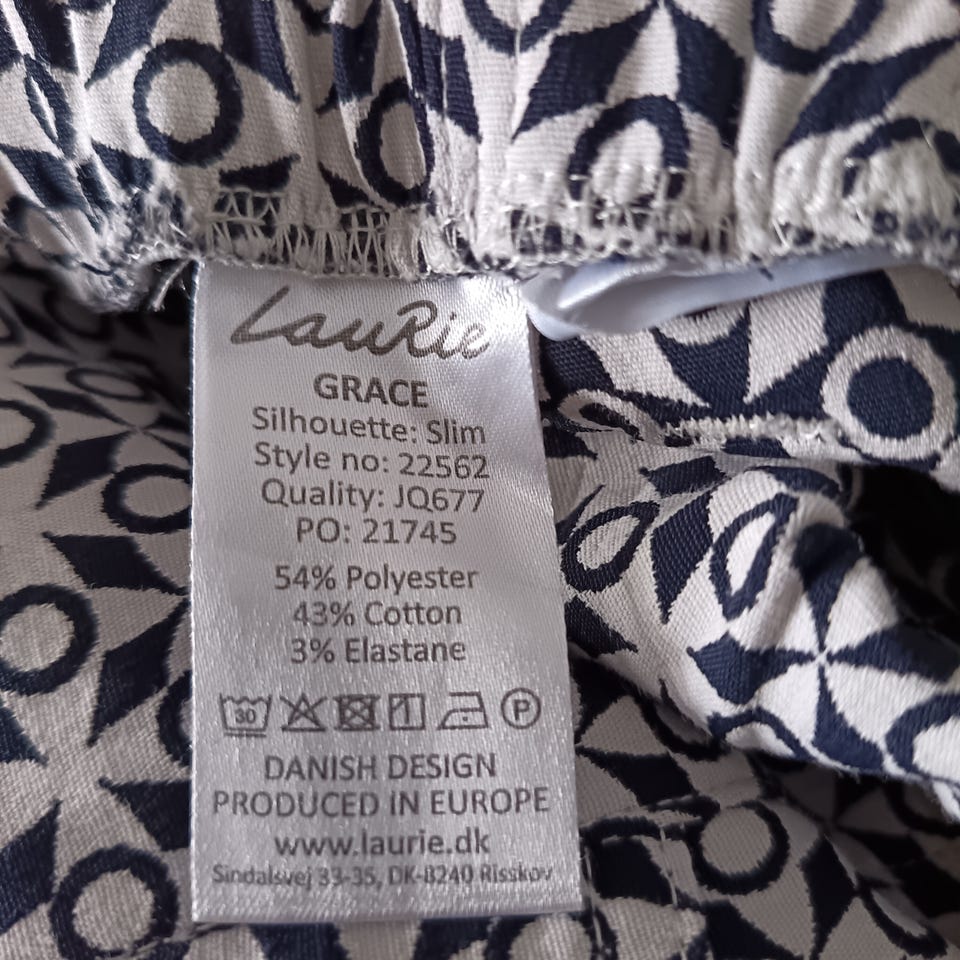 LauRie
GRACE
Silhouette: Slim
Style no: 22562
Quality: JQ677
PO: 21745
54% Polyester
43% Cotton
3% Elastane
30 P
DANISH DESIGN
PRODUCED IN EUROPE
www.laurie.dk
Sindalsvej 33-35, DK-8240 Risskov